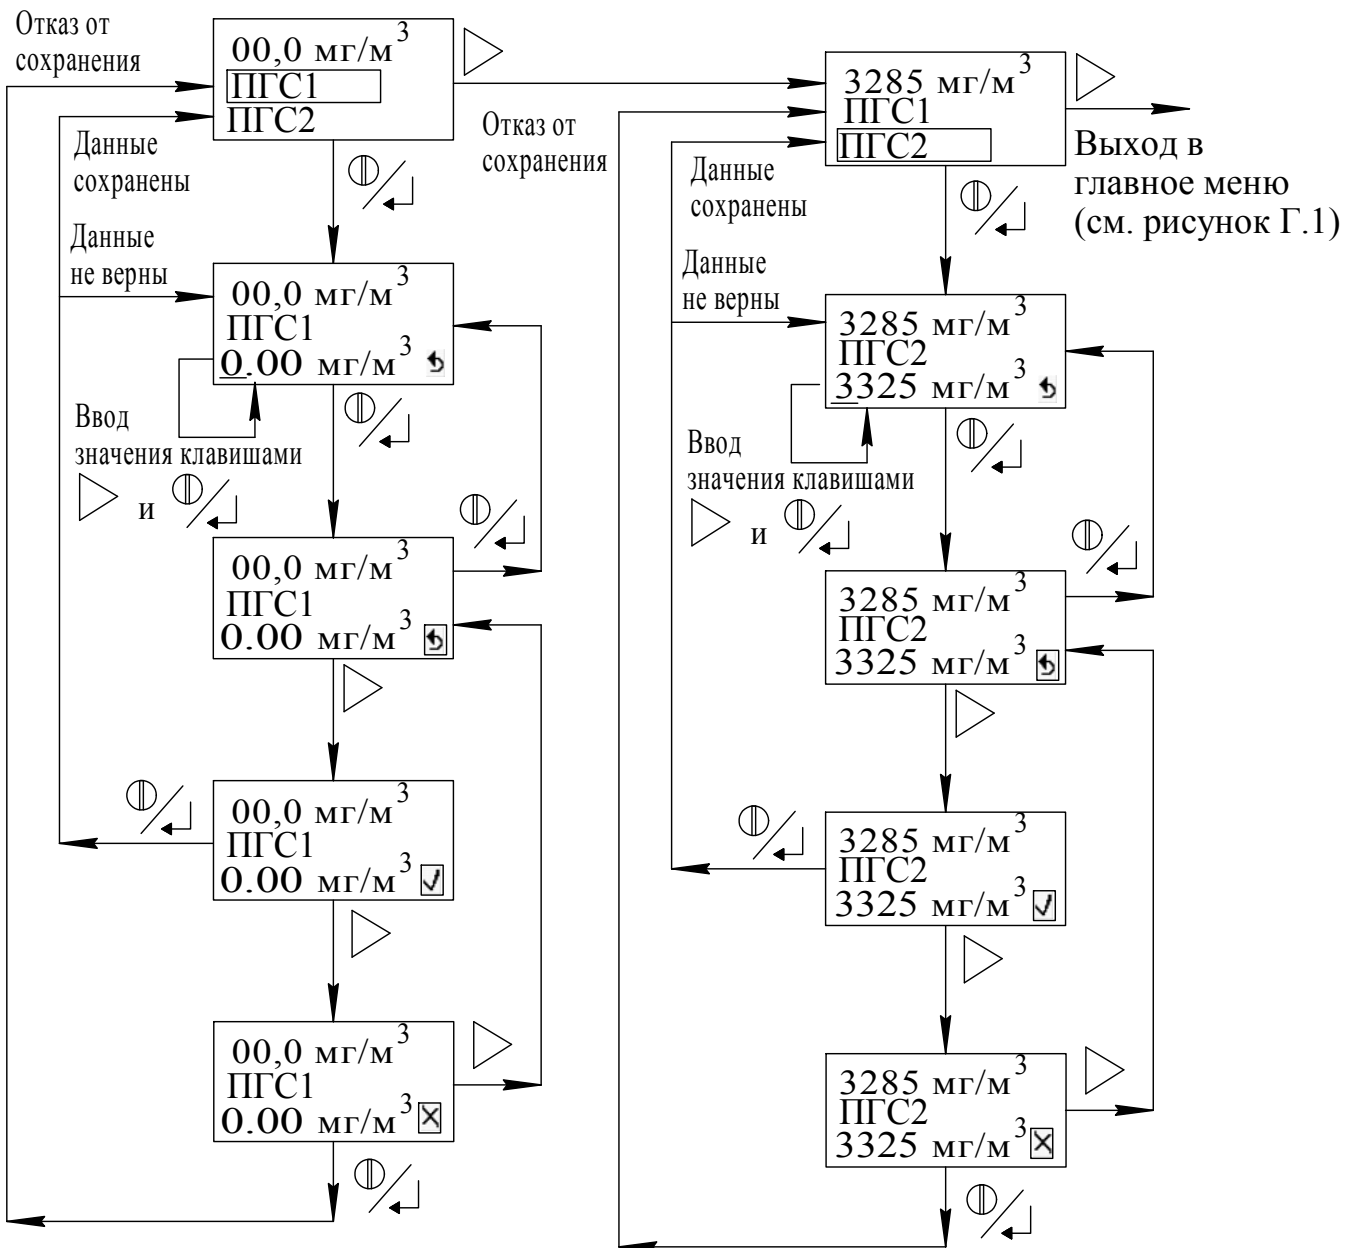 Отказ от
сохранения
00,0 мг/м³
ПГС1
ПГС2
Данные
сохранены
Данные
не верны
00,0 мг/м³
ПГС1
0.00 мг/м³
Ввод
значения клавишами
и
00,0 мг/м³
ПГС1
0.00 мг/м³
00,0 мг/м³
ПГС1
0.00 мг/м³
00,0 мг/м³
ПГС1
0.00 мг/м³
Отказ от
сохранения
3285 мг/м³
ПГС1
ПГС2
Выход в
главное меню
(см. рисунок Г.1)
Данные
сохранены
Данные
не верны
3285 мг/м³
ПГС2
3325 мг/м³
Ввод
значения клавишами
и
3285 мг/м³
ПГС2
3325 мг/м³
3285 мг/м³
ПГС2
3325 мг/м³
3285 мг/м³
ПГС2
3325 мг/м³